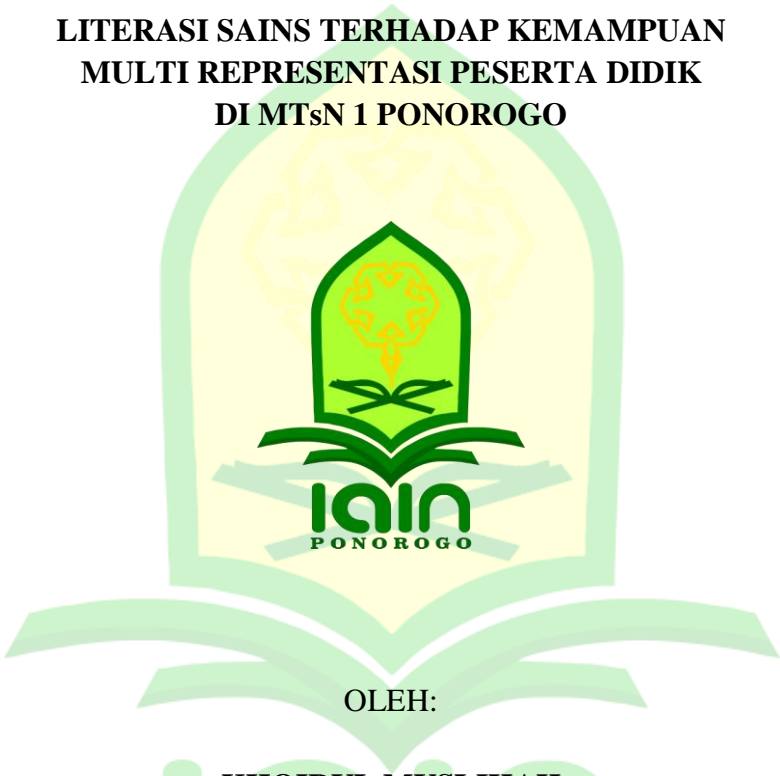 LITERASI SAINS TERHADAP KEMAMPUAN
MULTI REPRESENTASI PESERTA DIDIK
DI MTsN 1 PONOROGO
iain
PONOROGO
OLEH: